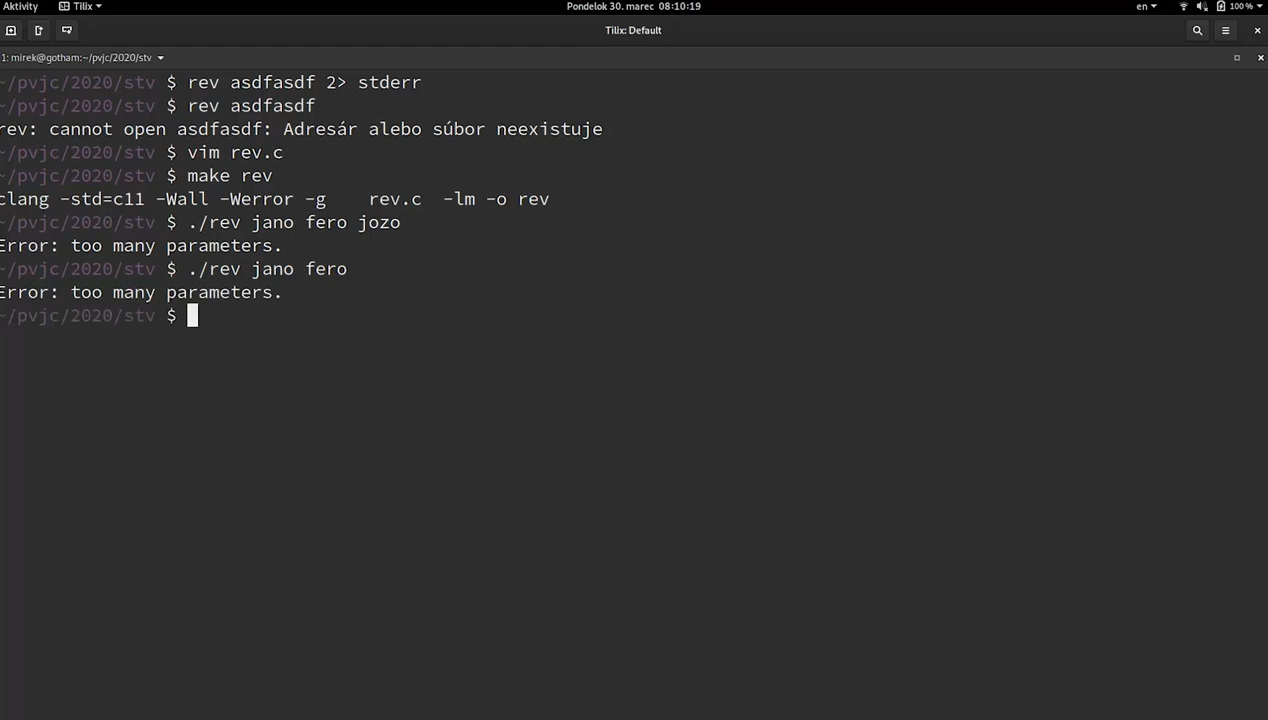 Aktivity Tilix Pondelok 30. marec 08:10:19 en 100 %
Tilix: Default
1: mirek@gotham:~/pvjc/2020/stv
~/pvjc/2020/stv $ rev asdfasdf 2> stderr
~/pvjc/2020/stv $ rev asdfasdf
rev: cannot open asdfasdf: Adresár alebo súbor neexistuje
~/pvjc/2020/stv $ vim rev.c
~/pvjc/2020/stv $ make rev
clang -std=c11 -Wall -Werror -g    rev.c  -lm -o rev
~/pvjc/2020/stv $ ./rev jano fero jozo
Error: too many parameters.
~/pvjc/2020/stv $ ./rev jano fero
Error: too many parameters.
~/pvjc/2020/stv $